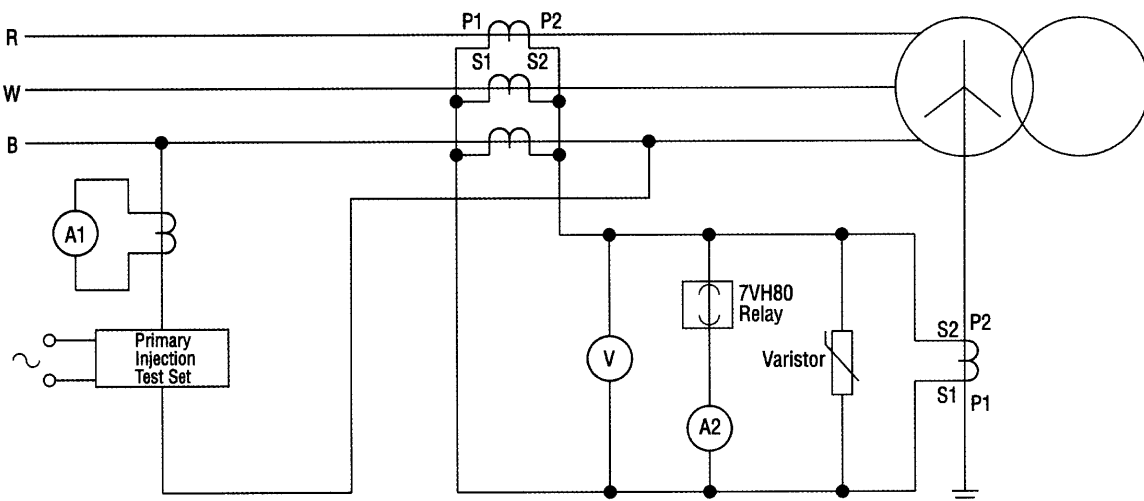 P1 P2
R
S1 S2
W
B
A1
7VH80
Relay
S2 P2
Primary
Injection
Test Set
V
Varistor
S1 P1
A2